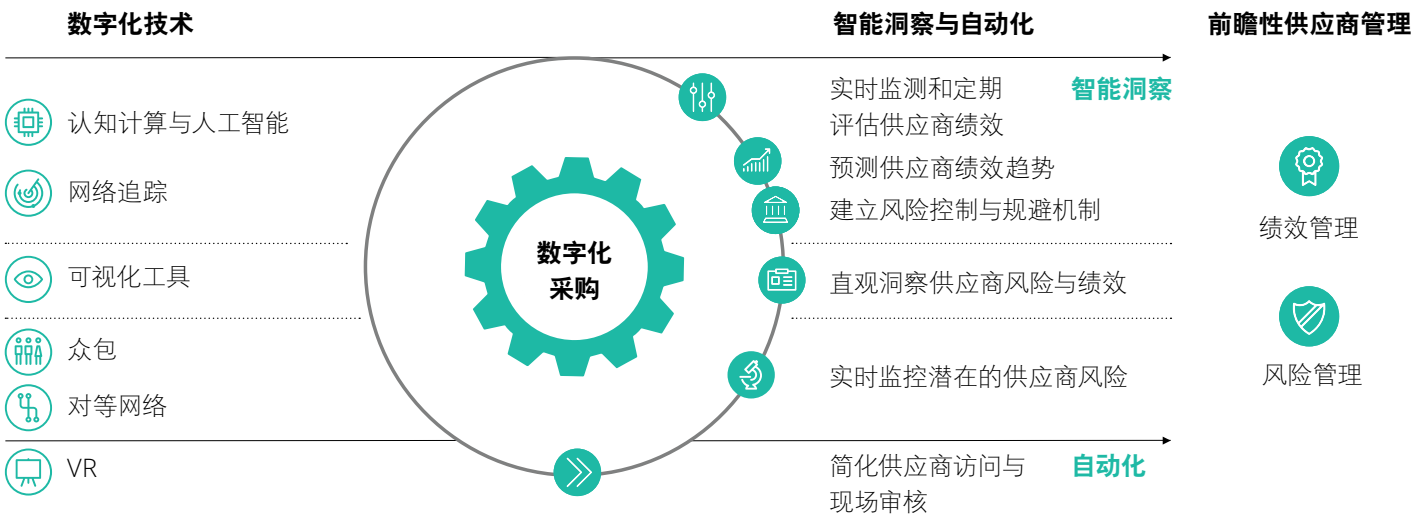 数字化技术
智能洞察与自动化
前瞻性供应商管理
认知计算与人工智能
网络追踪
可视化工具
众包
对等网络
VR
数字化
采购
实时监测和定期
评估供应商绩效
智能洞察
预测供应商绩效趋势
建立风险控制与规避机制
直观洞察供应商风险与绩效
实时监控潜在的供应商风险
简化供应商访问与
现场审核
自动化
绩效管理
风险管理